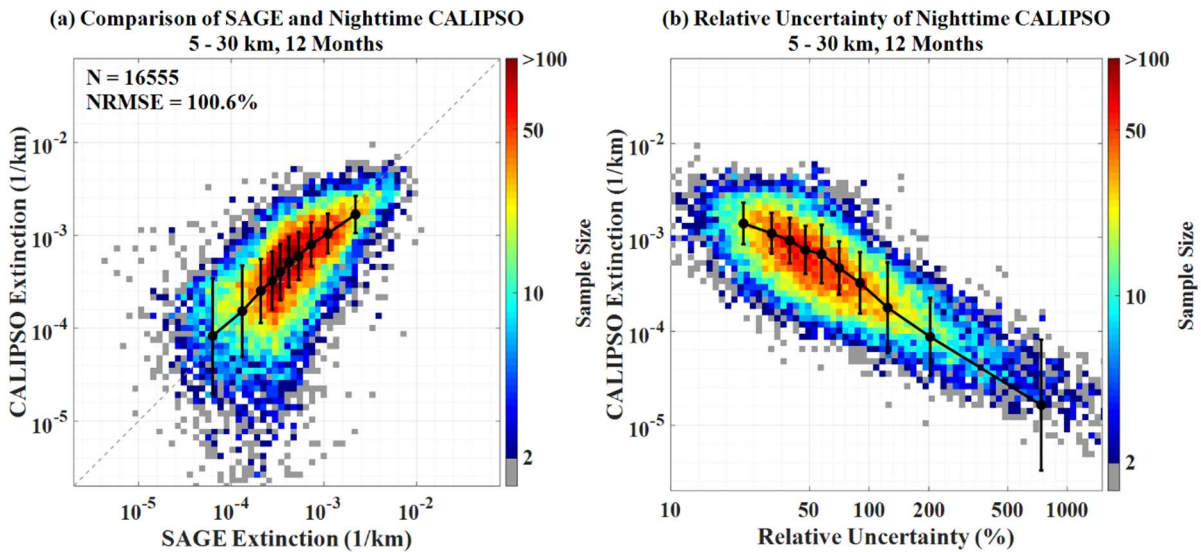 (a) Comparison of SAGE and Nighttime CALIPSO
5 - 30 km, 12 Months
N = 16555
NRMSE = 100.6%
CALIPSO Extinction (1/km)
10⁻²
10⁻³
10⁻⁴
10⁻⁵
10⁻⁵ 10⁻⁴ 10⁻³ 10⁻²
SAGE Extinction (1/km)
>100
50
10
2
Sample Size
(b) Relative Uncertainty of Nighttime CALIPSO
5 - 30 km, 12 Months
CALIPSO Extinction (1/km)
10⁻²
10⁻³
10⁻⁴
10⁻⁵
10 50 100 200 500 1000
Relative Uncertainty (%)
>100
50
10
2
Sample Size